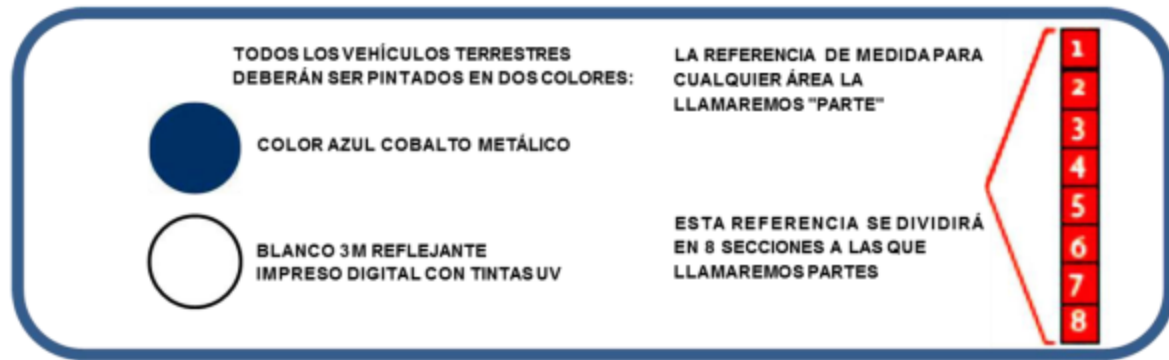 TODOS LOS VEHÍCULOS TERRESTRES
DEBERÁN SER PINTADOS EN DOS COLORES:
COLOR AZUL COBALTO METÁLICO
BLANCO 3M REFLEJANTE
IMPRESO DIGITAL CON TINTAS UV
LA REFERENCIA DE MEDIDA PARA
CUALQUIER ÁREA LA
LLAMAREMOS "PARTE"
ESTA REFERENCIA SE DIVIDIRÁ
EN 8 SECCIONES A LAS QUE
LLAMAREMOS PARTES
1
2
3
4
5
6
7
8